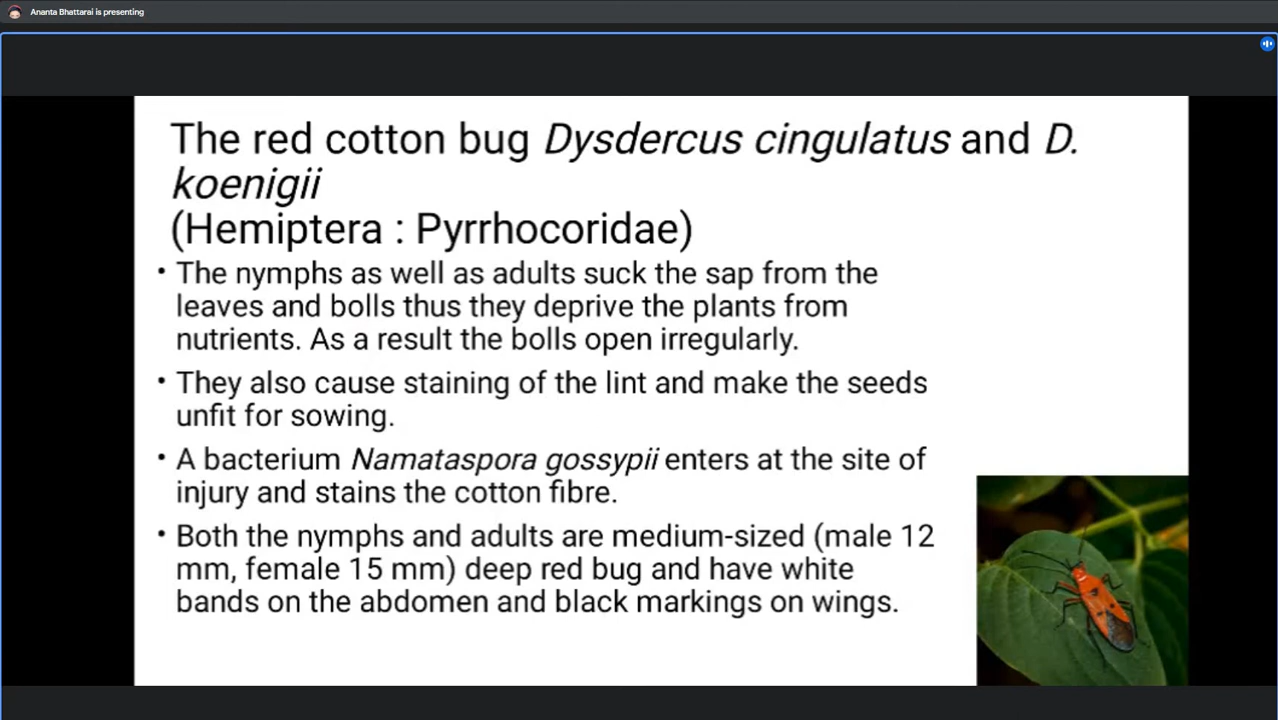 Ananta Bhattarai is presenting
The red cotton bug Dysdercus cingulatus and D.
koenigii
(Hemiptera : Pyrrhocoridae)
• The nymphs as well as adults suck the sap from the
leaves and bolls thus they deprive the plants from
nutrients. As a result the bolls open irregularly.
• They also cause staining of the lint and make the seeds
unfit for sowing.
• A bacterium Namataspora gossypii enters at the site of
injury and stains the cotton fibre.
• Both the nymphs and adults are medium-sized (male 12
mm, female 15 mm) deep red bug and have white
bands on the abdomen and black markings on wings.